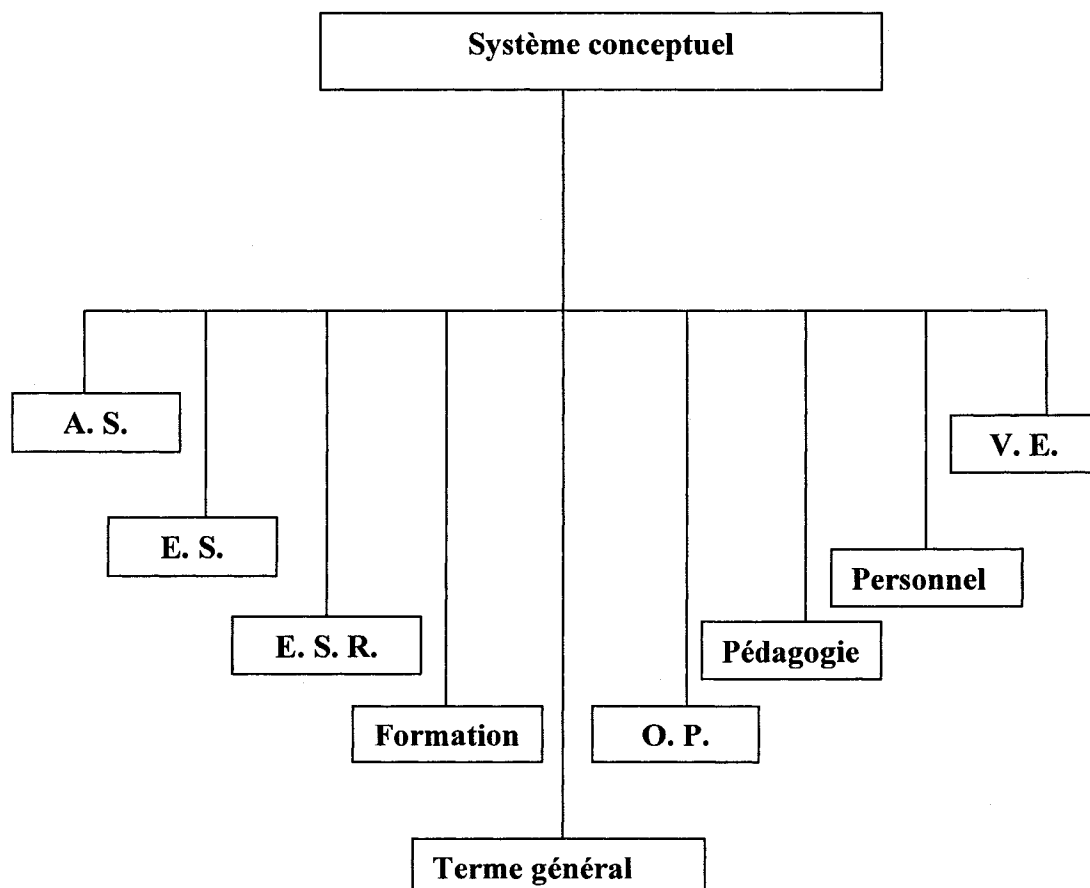 Système conceptuel
A. S.
V. E.
E. S.
Personnel
E. S. R.
Pédagogie
Formation
O. P.
Terme général